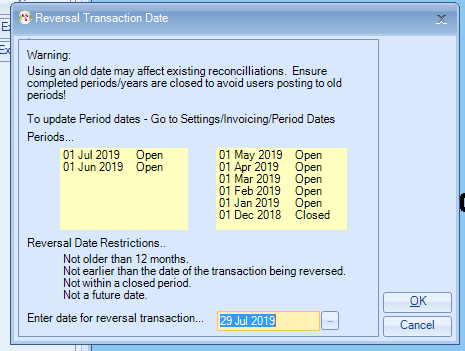 Reversal Transaction Date
Warning:
Using an old date may affect existing reconcilliations. Ensure
completed periods/years are closed to avoid users posting to old
periods!
To update Period dates - Go to Settings/Invoicing/Period Dates
Periods...
01 Jul 2019 Open
01 Jun 2019 Open
01 May 2019 Open
01 Apr 2019 Open
01 Mar 2019 Open
01 Feb 2019 Open
01 Jan 2019 Open
01 Dec 2018 Closed
Reversal Date Restrictions..
Not older than 12 months.
Not earlier than the date of the transaction being reversed.
Not within a closed period.
Not a future date.
Enter date for reversal transaction... 29 Jul 2019 ...
OK
Cancel